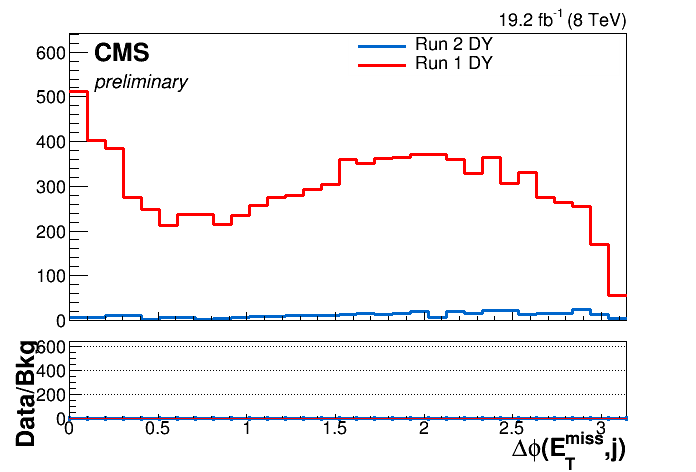 19.2 fb-1 (8 TeV)
CMS
preliminary
Run 2 DY
Run 1 DY
600
500
400
300
200
100
0
Data/Bkg
600
400
200
0
0 0.5 1 1.5 2 2.5 3
Δϕ(E_T^miss,j)